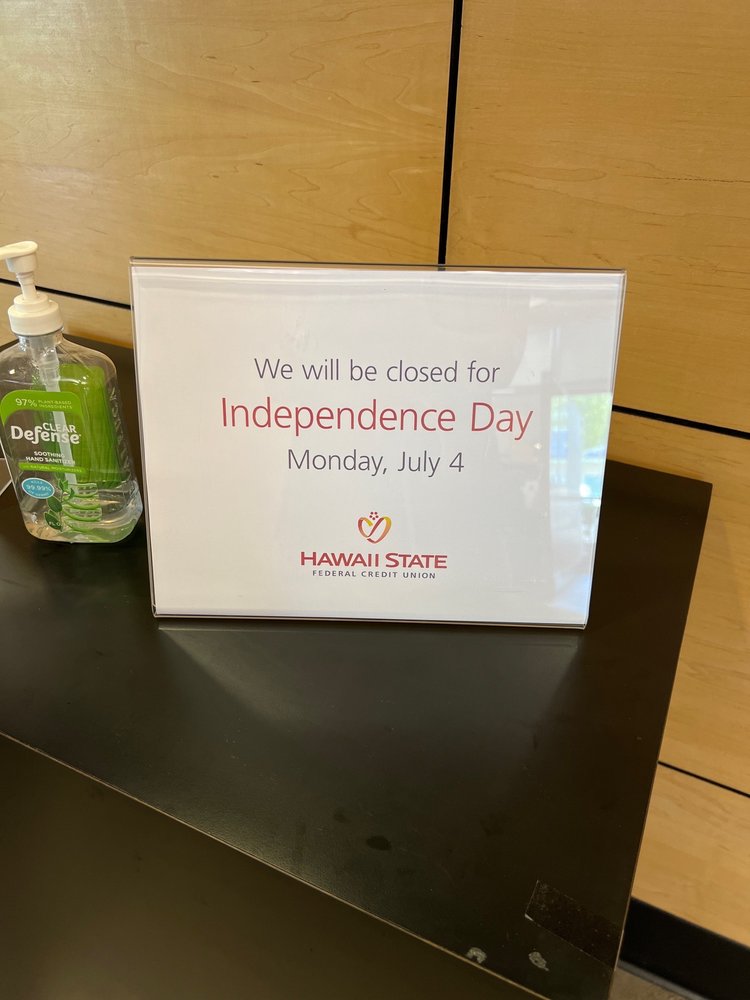 We will be closed for
Independence Day
Monday, July 4
HAWAII STATE
FEDERAL CREDIT UNION
97% PLANT-BASED
INGREDIENTS
CLEAR
Defense
SOOTHING
HAND SANITIZER
99.99%